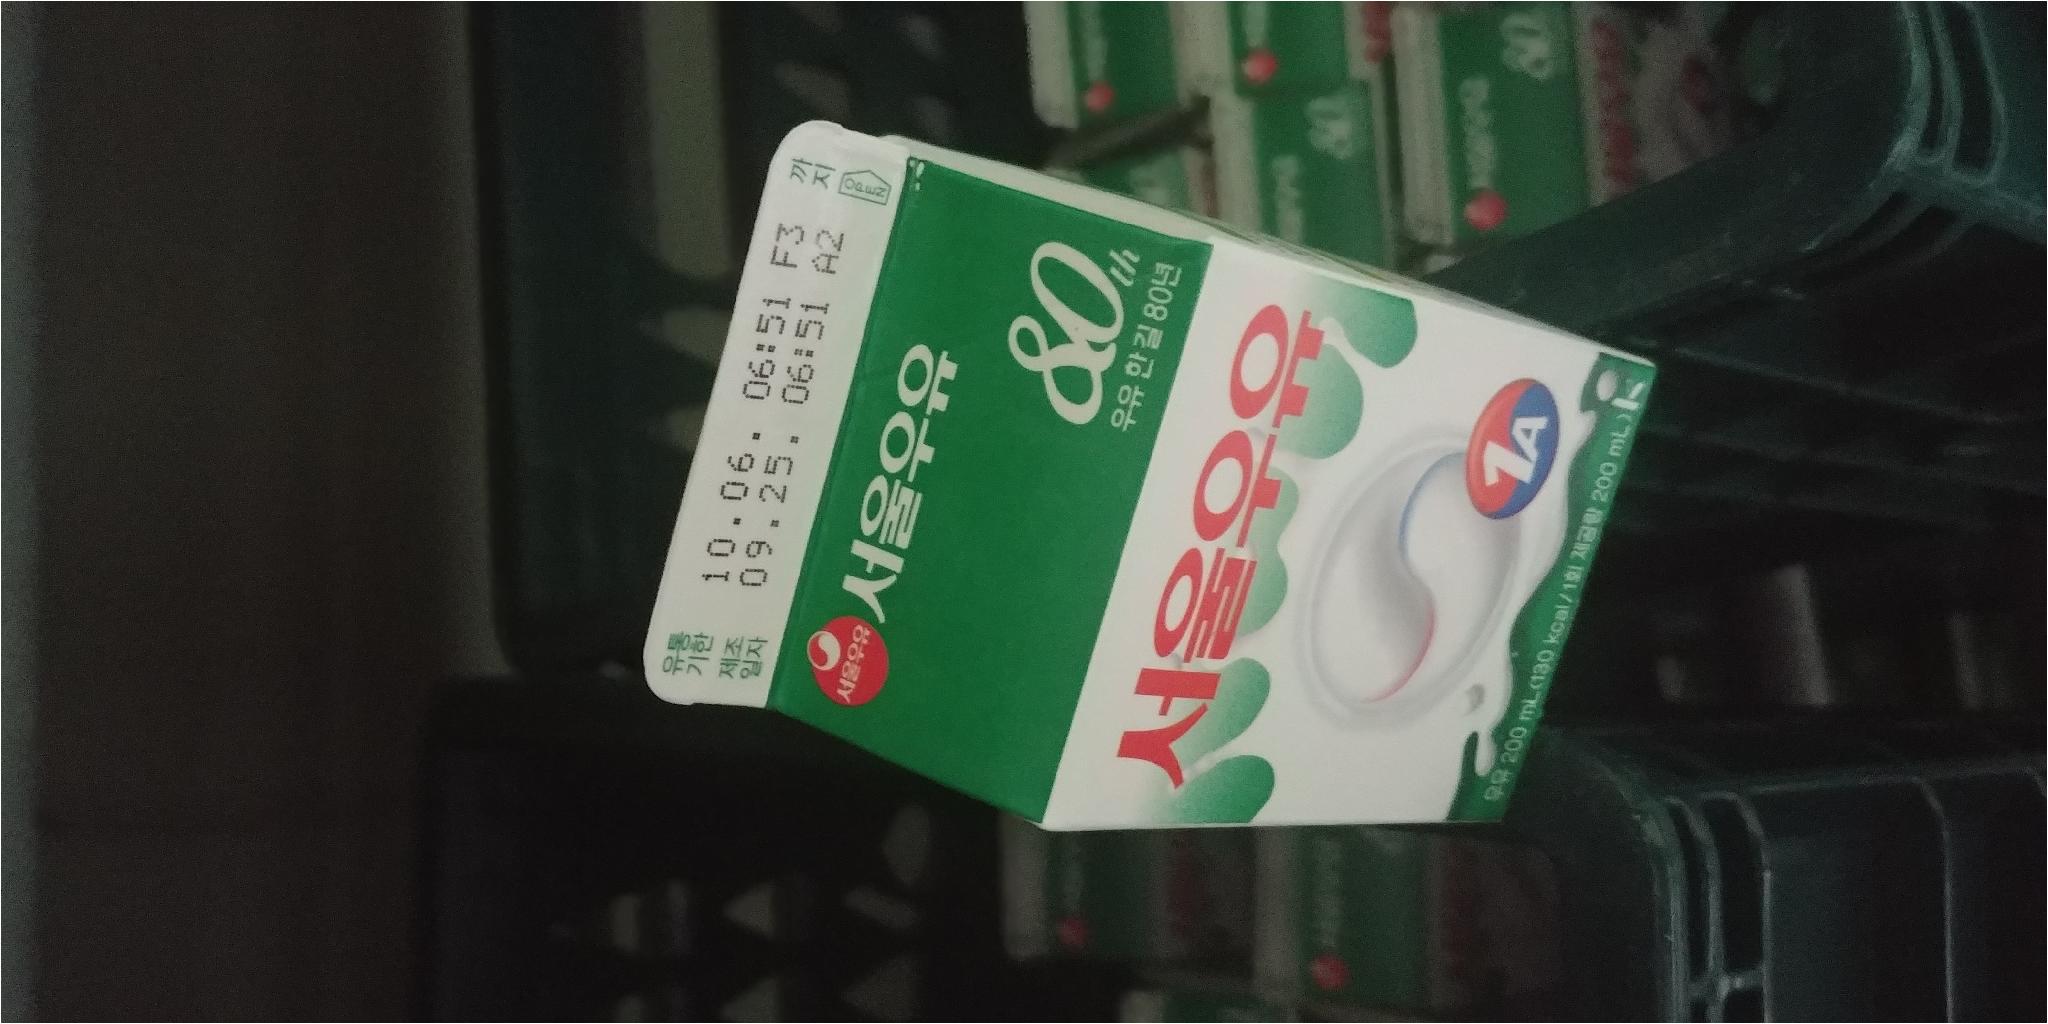 유통
기한
10.06. 06:51 F3
까
지
제조
일자
09.25. 06:51 A2
OPEN
서울우유
서울우유
80th
우유 한길 80년
서울우유
1A
우유 200 mL (130 kcal/1회 제공량 200 mL)